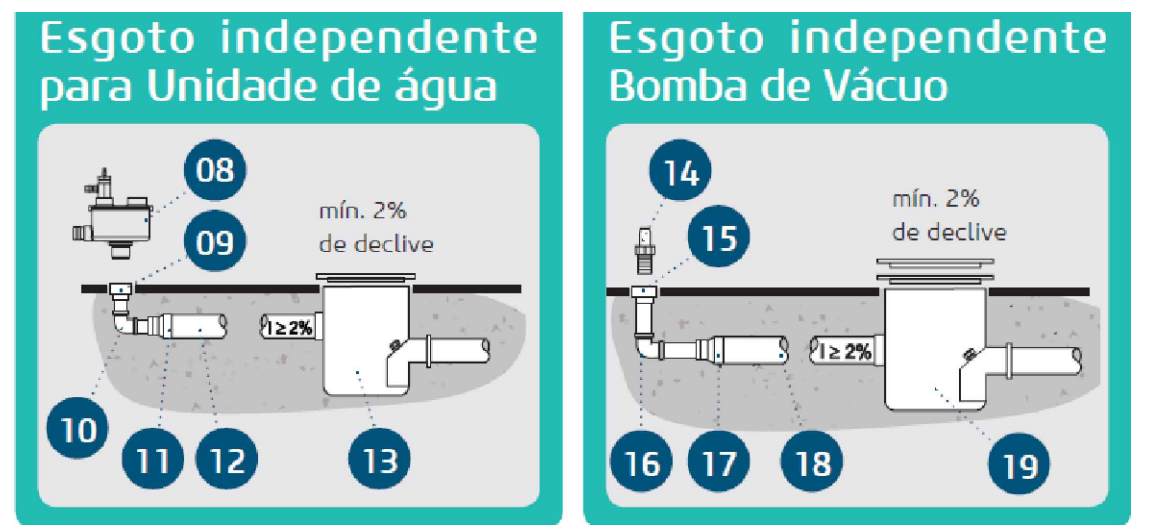 Esgoto independente
para Unidade de água
08
09
mín. 2%
de declive
I ≥ 2%
10
11
12
13
Esgoto independente
Bomba de Vácuo
14
15
mín. 2%
de declive
I ≥ 2%
16
17
18
19